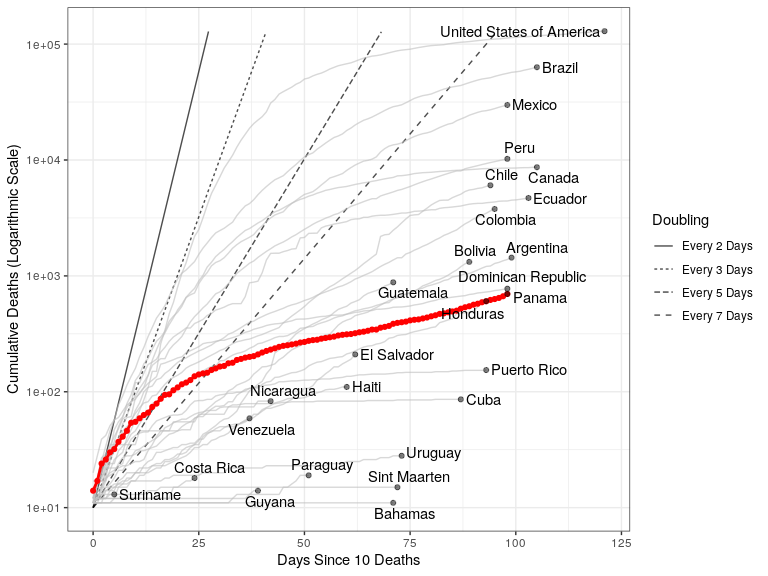 Cumulative Deaths (Logarithmic Scale)
1e+05
1e+04
1e+03
1e+02
1e+01
United States of America
Brazil
Mexico
Peru
Chile
Canada
Ecuador
Colombia
Bolivia
Argentina
Dominican Republic
Guatemala
Panama
Honduras
El Salvador
Puerto Rico
Haiti
Nicaragua
Cuba
Venezuela
Uruguay
Costa Rica
Paraguay
Sint Maarten
Suriname
Guyana
Bahamas
0
25
50
75
100
125
Days Since 10 Deaths
Doubling
Every 2 Days
Every 3 Days
Every 5 Days
Every 7 Days